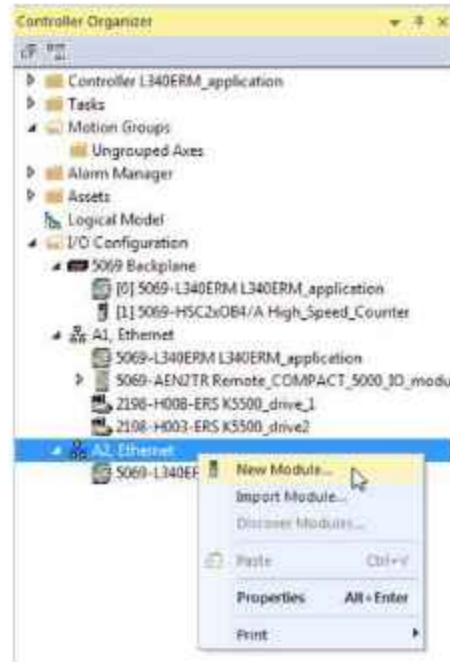 Controller Organizer
Controller L340ERM_application
Tasks
Motion Groups
Ungrouped Axes
Alarm Manager
Assets
Logical Model
I/O Configuration
5069 Backplane
[0] 5069-L340ERM L340ERM_application
[1] 5069-HSC2xOB4/A High_Speed_Counter
A1, Ethernet
5069-L340ERM L340ERM_application
5069-AEN2TR Remote_COMPACT_5000_IO_modu
2198-H008-ERS K5500_drive_1
2198-H003-ERS K5500_drive2
A2, Ethernet
5069-L340EF
New Module...
Import Module...
Discover Modules...
Paste Ctrl+V
Properties Alt+Enter
Print